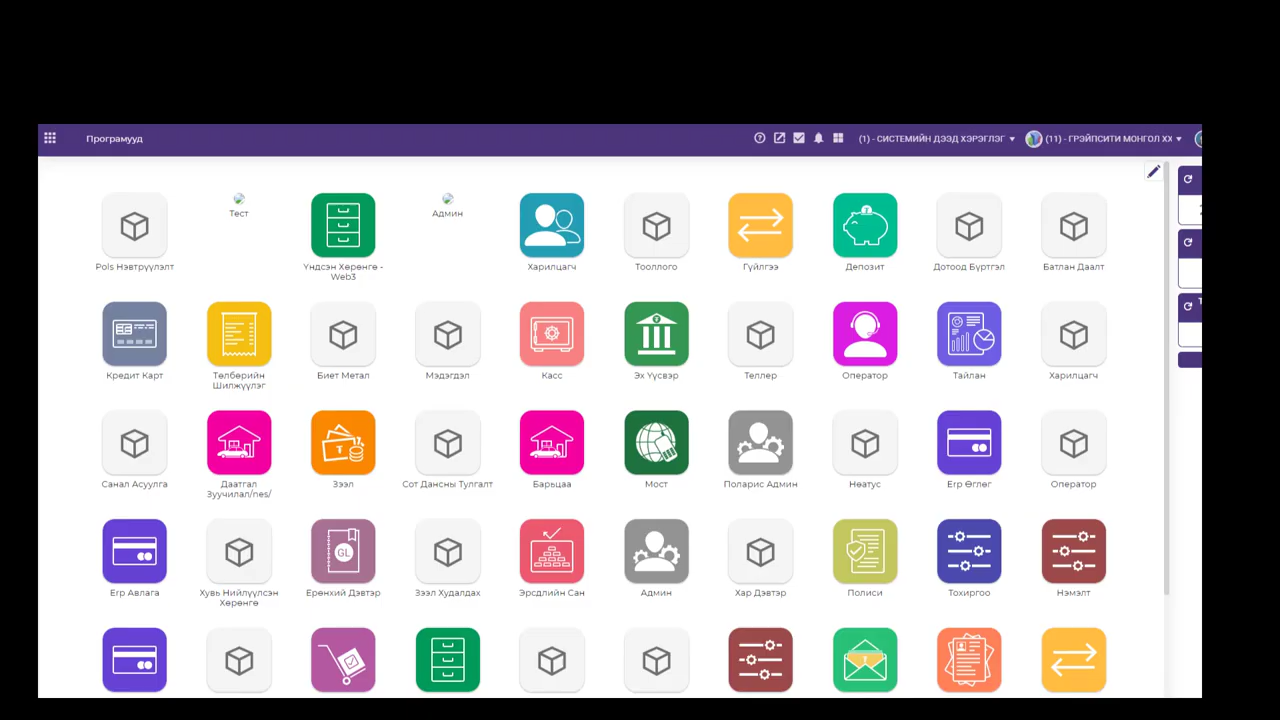 Програмууд
(1) - СИСТЕМИЙН ДЭЭД ХЭРЭГЛЭГ
(11) - ГРЭЙПСИТИ МОНГОЛ ХХ
Pols Нэвтрүүлэлт
Тест
Үндсэн Хөрөнгө -
Web3
Админ
Харилцагч
Тооллого
Гүйлгээ
Депозит
Дотоод Бүртгэл
Батлан Даалт
Кредит Карт
Төлбөрийн
Шилжүүлэг
Биет Метал
Мэдэгдэл
Касс
Эх Үүсвэр
Теллер
Оператор
Тайлан
Харилцагч
Санал Асуулга
Даатгал
Зуучилал/nes/
Зээл
Сот Дансны Тулгалт
Барьцаа
Мост
Поларис Админ
Нөатус
Erp Өглөг
Оператор
Erp Авлага
Хувь Нийлүүлсэн
Хөрөнгө
GL
Ерөнхий Дэвтэр
Зээл Худалдах
Эрсдлийн Сан
Админ
Хар Дэвтэр
Полиси
Тохиргоо
Нэмэлт